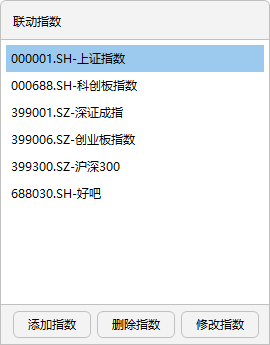 联动指数
000001.SH-上证指数
000688.SH-科创板指数
399001.SZ-深证成指
399006.SZ-创业板指数
399300.SZ-沪深300
688030.SH-好吧
添加指数 删除指数 修改指数